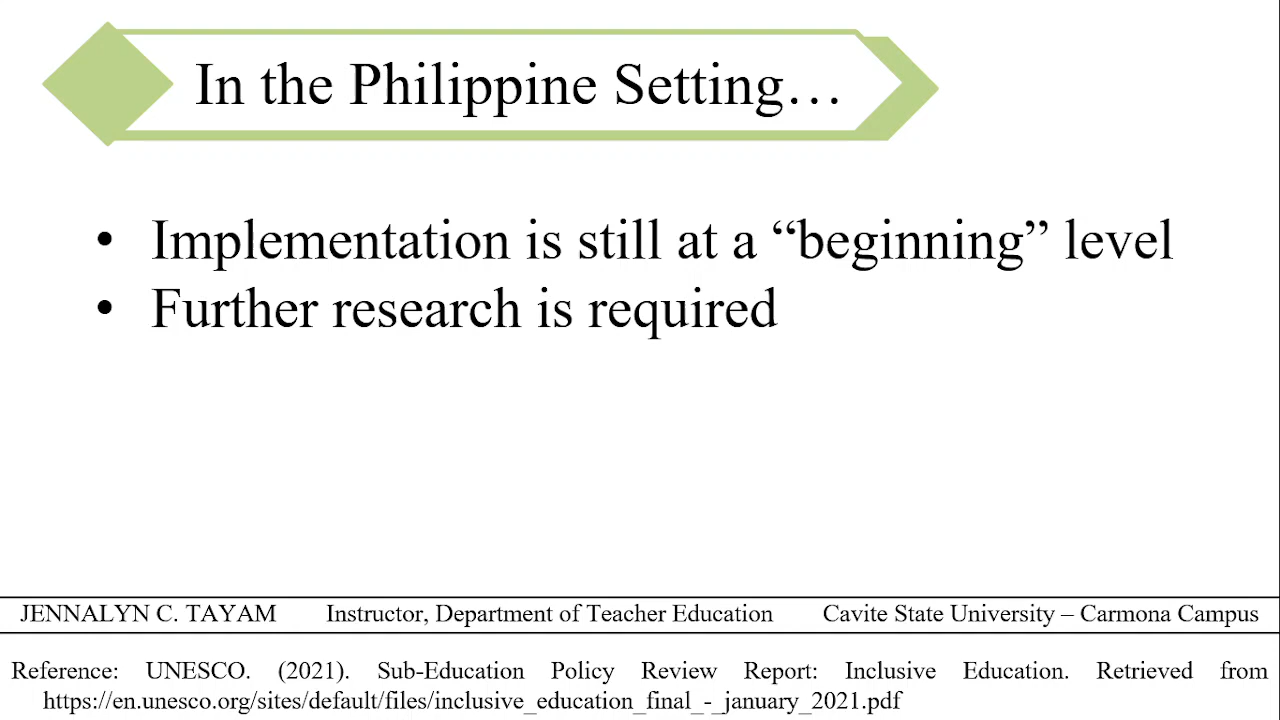 In the Philippine Setting…
• Implementation is still at a “beginning” level
• Further research is required
JENNALYN C. TAYAM Instructor, Department of Teacher Education Cavite State University – Carmona Campus
Reference: UNESCO. (2021). Sub-Education Policy Review Report: Inclusive Education. Retrieved from
https://en.unesco.org/sites/default/files/inclusive_education_final_-_january_2021.pdf